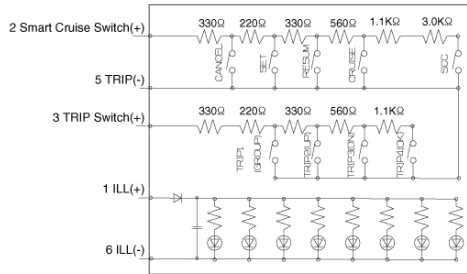 330Ω 220Ω 330Ω 560Ω 1.1KΩ 3.0KΩ
2 Smart Cruise Switch(+)
CANCEL SET RESUM CRUISE SCC
5 TRIP(-)
330Ω 220Ω 330Ω 560Ω 1.1KΩ
3 TRIP Switch(+)
TRIP1 (GROUP) TRIP2(UP) TRIP3(DN) TRIP4(OK)
1 ILL(+)
6 ILL(-)